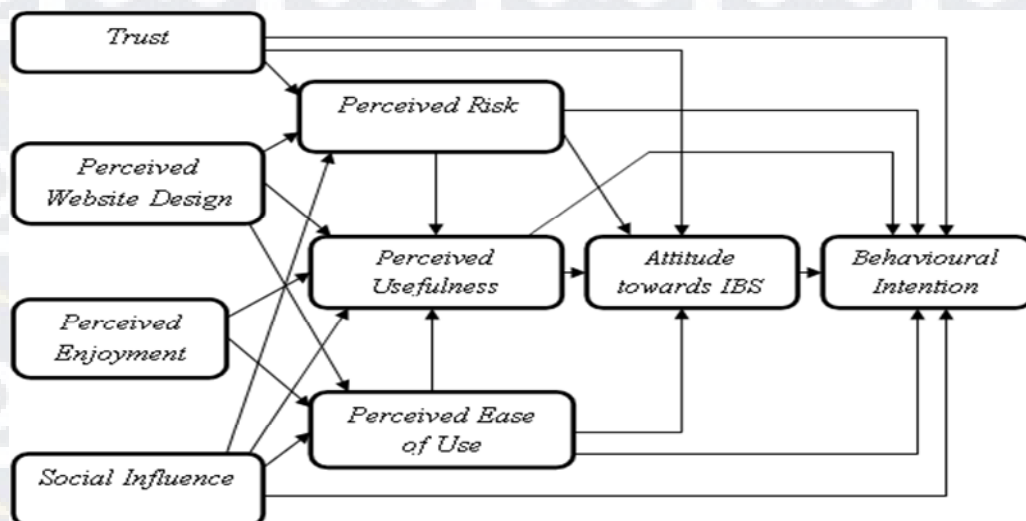 Trust
Perceived Risk
Perceived
Website Design
Perceived
Usefulness
Attitude
towards IBS
Behavioural
Intention
Perceived
Enjoyment
Perceived Ease
of Use
Social Influence